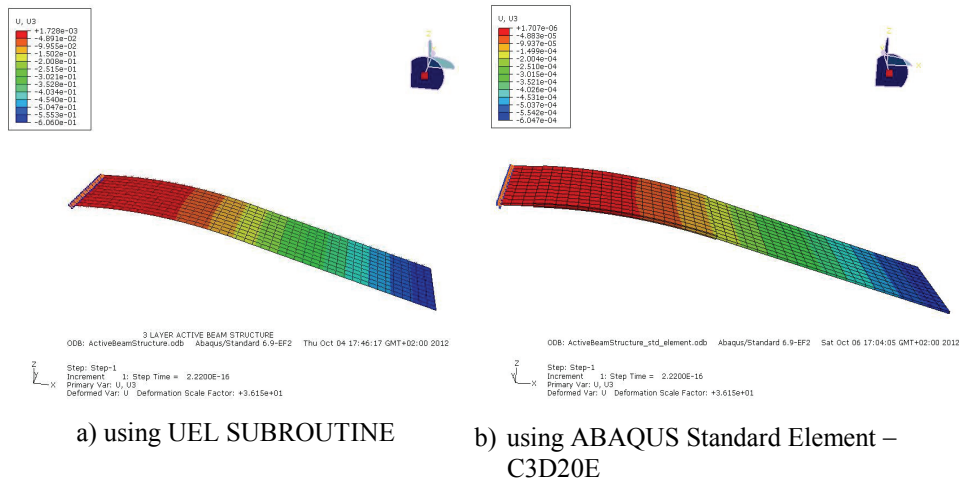 U, U3
+1.728e-03
-4.891e-02
-9.955e-02
-1.502e-01
-2.008e-01
-2.515e-01
-3.021e-01
-3.528e-01
-4.034e-01
-4.540e-01
-5.047e-01
-5.553e-01
-6.060e-01
3 LAYER ACTIVE BEAM STRUCTURE
ODB: ActiveBeamStructure.odb Abaqus/Standard 6.9-EF2 Thu Oct 04 17:46:17 GMT+02:00 2012
Z
Y
X
Step: Step-1
Increment 1: Step Time = 2.2200E-16
Primary Var: U, U3
Deformed Var: U Deformation Scale Factor: +3.615e+01
a) using UEL SUBROUTINE
U, U3
+1.707e-06
-4.883e-05
-9.937e-05
-1.499e-04
-2.004e-04
-2.510e-04
-3.015e-04
-3.521e-04
-4.026e-04
-4.531e-04
-5.037e-04
-5.542e-04
-6.047e-04
ODB: ActiveBeamStructure_std_element.odb Abaqus/Standard 6.9-EF2 Sat Oct 06 17:04:05 GMT+02:00 2012
Z
Y
X
Step: Step-1
Increment 1: Step Time = 2.2200E-16
Primary Var: U, U3
Deformed Var: U Deformation Scale Factor: +3.615e+01
b) using ABAQUS Standard Element –
C3D20E